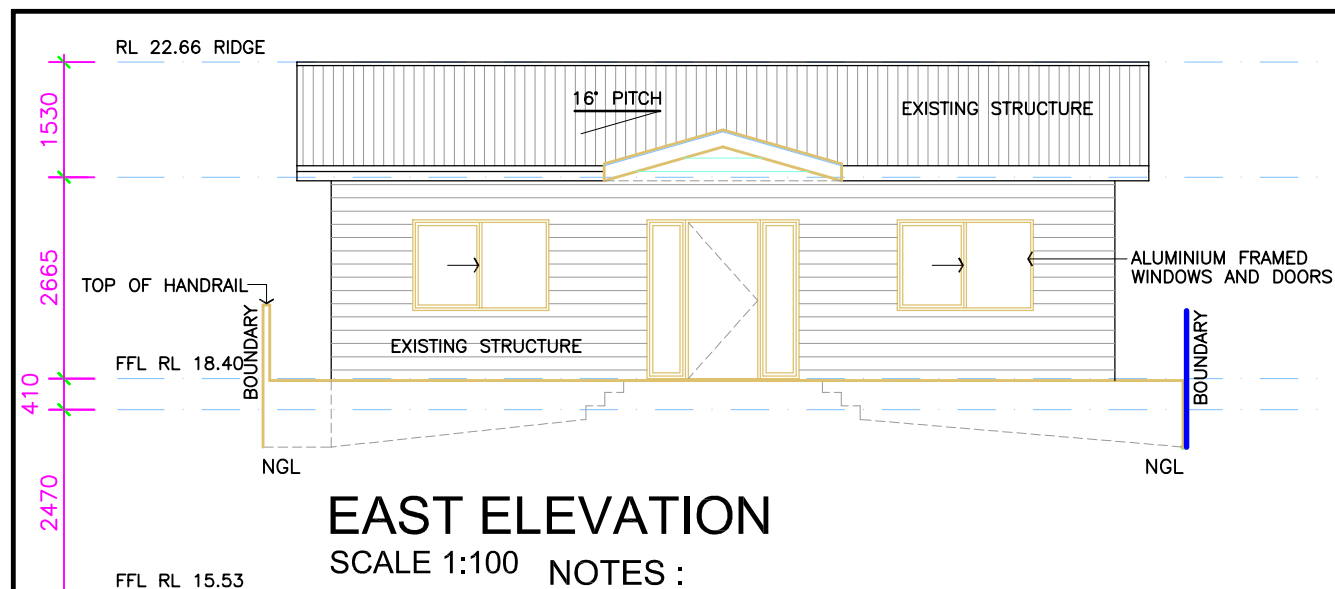 RL 22.66 RIDGE
1530
16° PITCH
EXISTING STRUCTURE
2665
TOP OF HANDRAIL
ALUMINIUM FRAMED
WINDOWS AND DOORS
BOUNDARY
BOUNDARY
EXISTING STRUCTURE
FFL RL 18.40
410
NGL
NGL
2470
EAST ELEVATION
SCALE 1:100
NOTES :
FFL RL 15.53